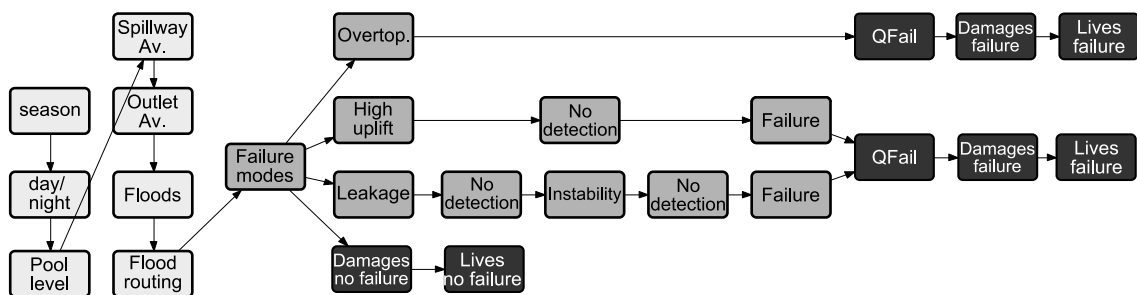 season
day/
night
Pool
level
Spillway
Av.
Outlet
Av.
Floods
Flood
routing
Failure
modes
Overtop.
QFail
Damages
failure
Lives
failure
High
uplift
No
detection
Failure
Leakage
No
detection
Instability
No
detection
Failure
QFail
Damages
failure
Lives
failure
Damages
no failure
Lives
no failure